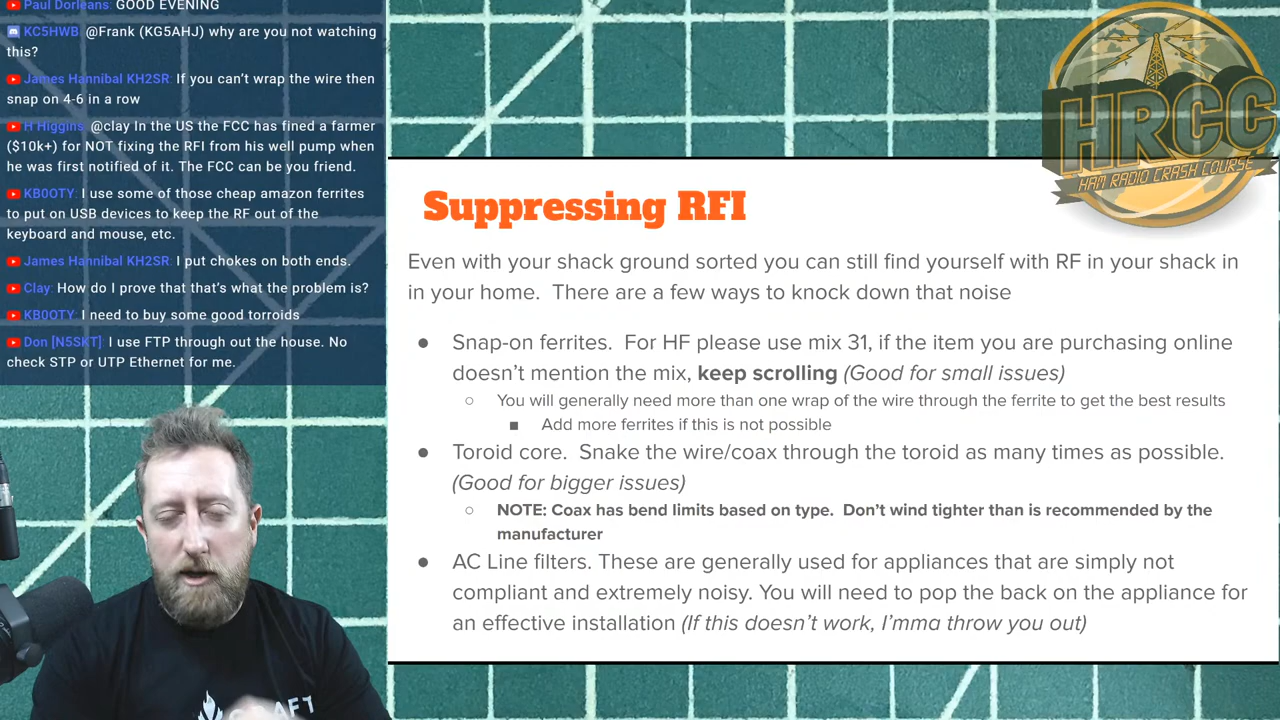 Paul Dorleans: GOOD EVENING
KC5HWB: @Frank (KG5AHJ) why are you not watching
this?
James Hannibal KH2SR: If you can’t wrap the wire then
snap on 4-6 in a row
H Higgins: @clay In the US the FCC has fined a farmer
($10k+) for NOT fixing the RFI from his well pump when
he was first notified of it. The FCC can be you friend.
KB0OTY: I use some of those cheap amazon ferrites
to put on USB devices to keep the RF out of the
keyboard and mouse, etc.
James Hannibal KH2SR: I put chokes on both ends.
Clay: How do I prove that that’s what the problem is?
KB0OTY: I need to buy some good torroids
Don [N5SKT]: I use FTP through out the house. No
check STP or UTP Ethernet for me.
HRCC
HAM RADIO CRASH COURSE
Suppressing RFI
Even with your shack ground sorted you can still find yourself with RF in your shack in
in your home. There are a few ways to knock down that noise
● Snap-on ferrites. For HF please use mix 31, if the item you are purchasing online
doesn’t mention the mix, keep scrolling (Good for small issues)
○ You will generally need more than one wrap of the wire through the ferrite to get the best results
■ Add more ferrites if this is not possible
● Toroid core. Snake the wire/coax through the toroid as many times as possible.
(Good for bigger issues)
○ NOTE: Coax has bend limits based on type. Don’t wind tighter than is recommended by the
manufacturer
● AC Line filters. These are generally used for appliances that are simply not
compliant and extremely noisy. You will need to pop the back on the appliance for
an effective installation (If this doesn’t work, I’mma throw you out)